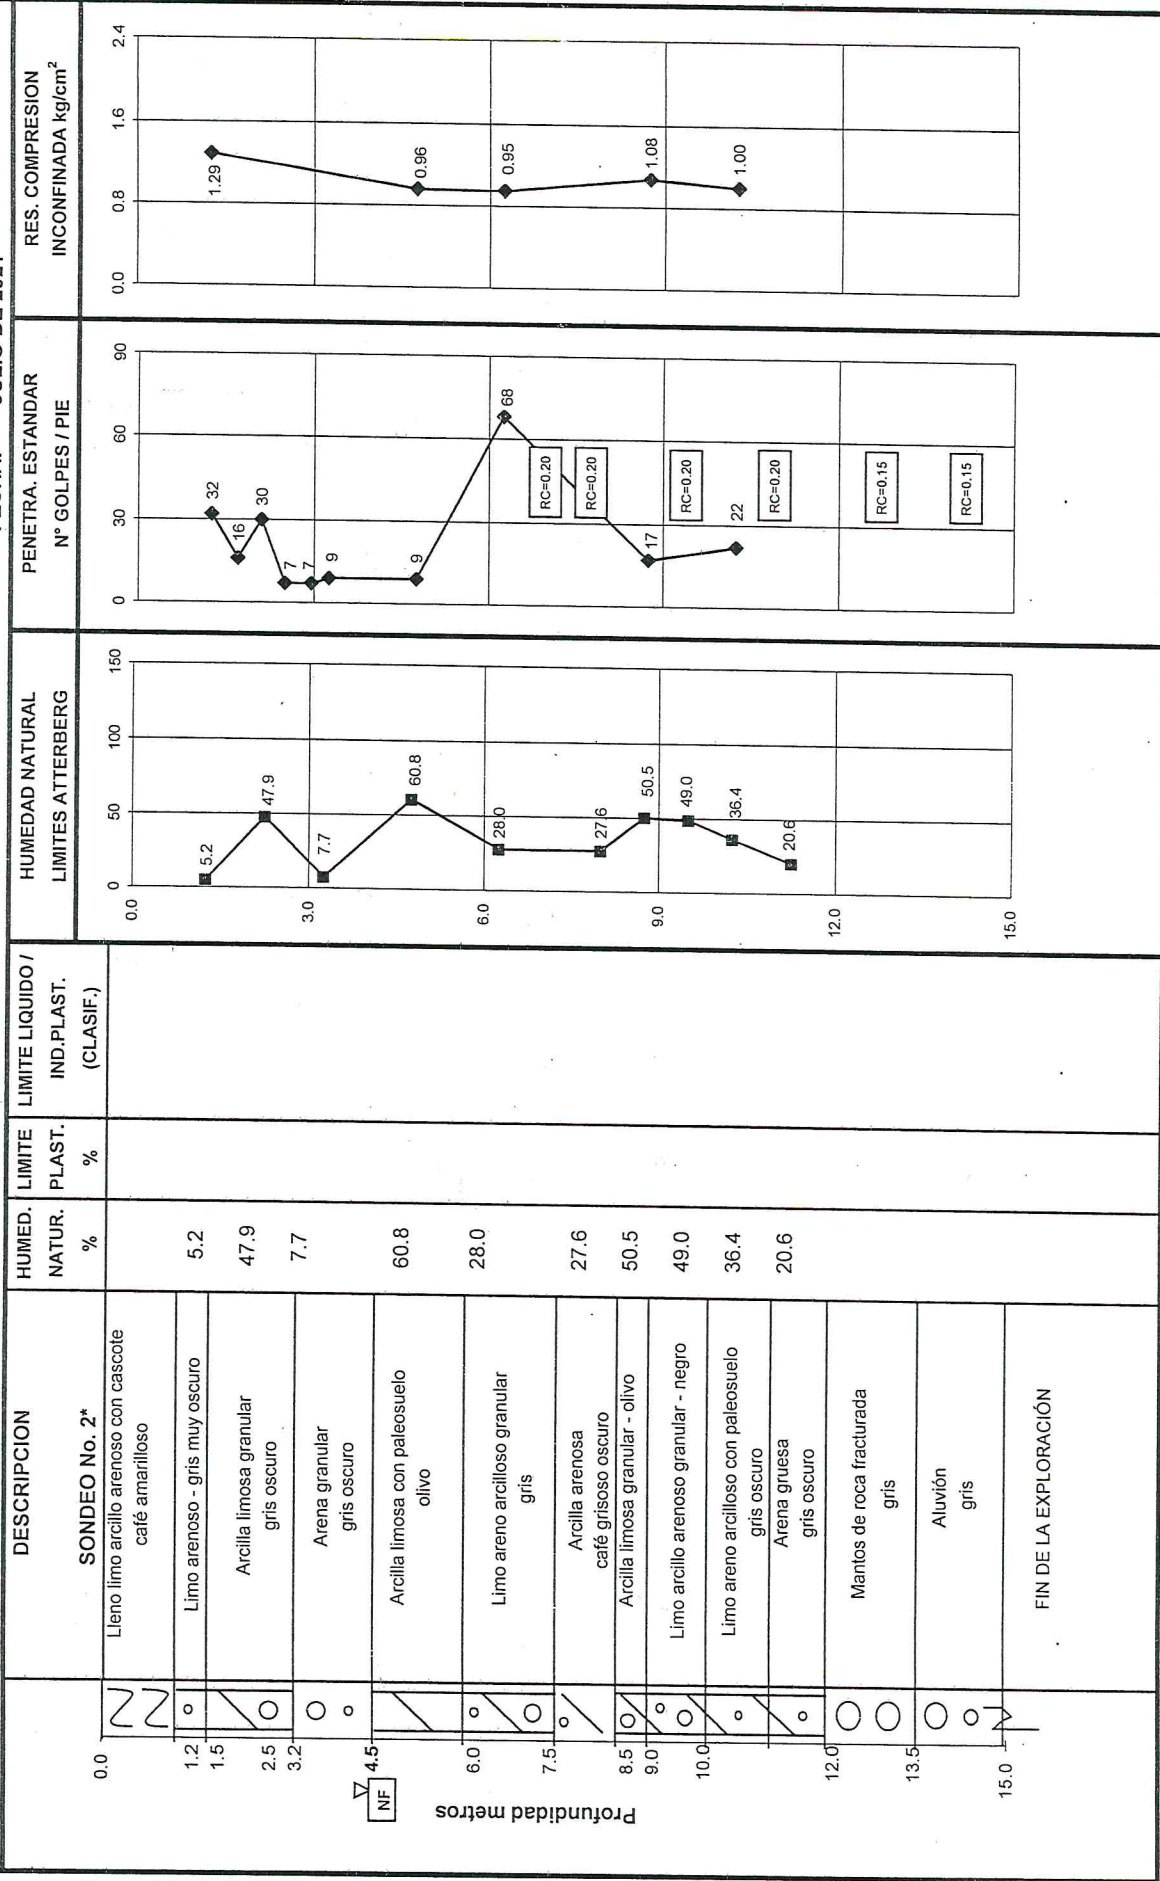 DESCRIPCION
SONDEO No. 2*
HUMED.
NATUR.
%
LIMITE
PLAST.
%
LIMITE LIQUIDO /
IND.PLAST.
(CLASIF.)
HUMEDAD NATURAL
LIMITES ATTERBERG
PENETRA. ESTANDAR
N° GOLPES / PIE
RES. COMPRESION
INCONFINADA kg/cm²
Profundidad metros
NF
0.0
1.2
1.5
2.5
3.2
4.5
6.0
7.5
8.5
9.0
10.0
12.0
13.5
15.0
Lleno limo arcillo arenoso con cascote
café amarilloso
Limo arenoso - gris muy oscuro
5.2
Arcilla limosa granular
gris oscuro
47.9
Arena granular
gris oscuro
7.7
Arcilla limosa con paleosuelo
olivo
60.8
Limo areno arcilloso granular
gris
28.0
Arcilla arenosa
café grisoso oscuro
27.6
Arcilla limosa granular - olivo
50.5
Limo arcillo arenoso granular - negro
49.0
Limo areno arcilloso con paleosuelo
gris oscuro
36.4
Arena gruesa
gris oscuro
20.6
Mantos de roca fracturada
gris
Aluvión
gris
FIN DE LA EXPLORACIÓN
0 50 100 150
0.0
3.0
6.0
9.0
12.0
15.0
5.2
47.9
7.7
60.8
28.0
27.6
50.5
49.0
36.4
20.6
0 30 60 90
32
16
30
7
7
9
9
68
RC=0.20
RC=0.20
17
RC=0.20
22
RC=0.20
RC=0.15
RC=0.15
0.0 0.8 1.6 2.4
1.29
0.96
0.95
1.08
1.00